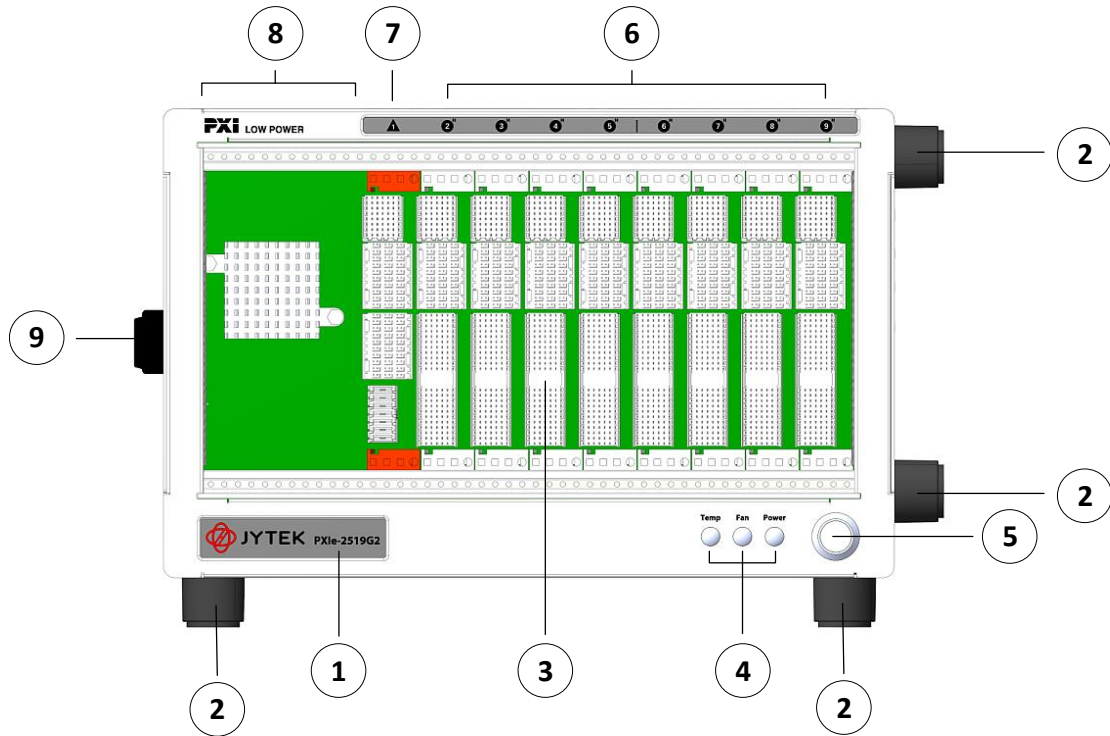 8 7 6
PXI LOW POWER
1 2 H 3 H 4 H 5 H | 6 H 7 H 8 H 9 H
2
9
2
Temp Fan Power
5
JYTEK PXIe-2519G2
2 1 3 4 2